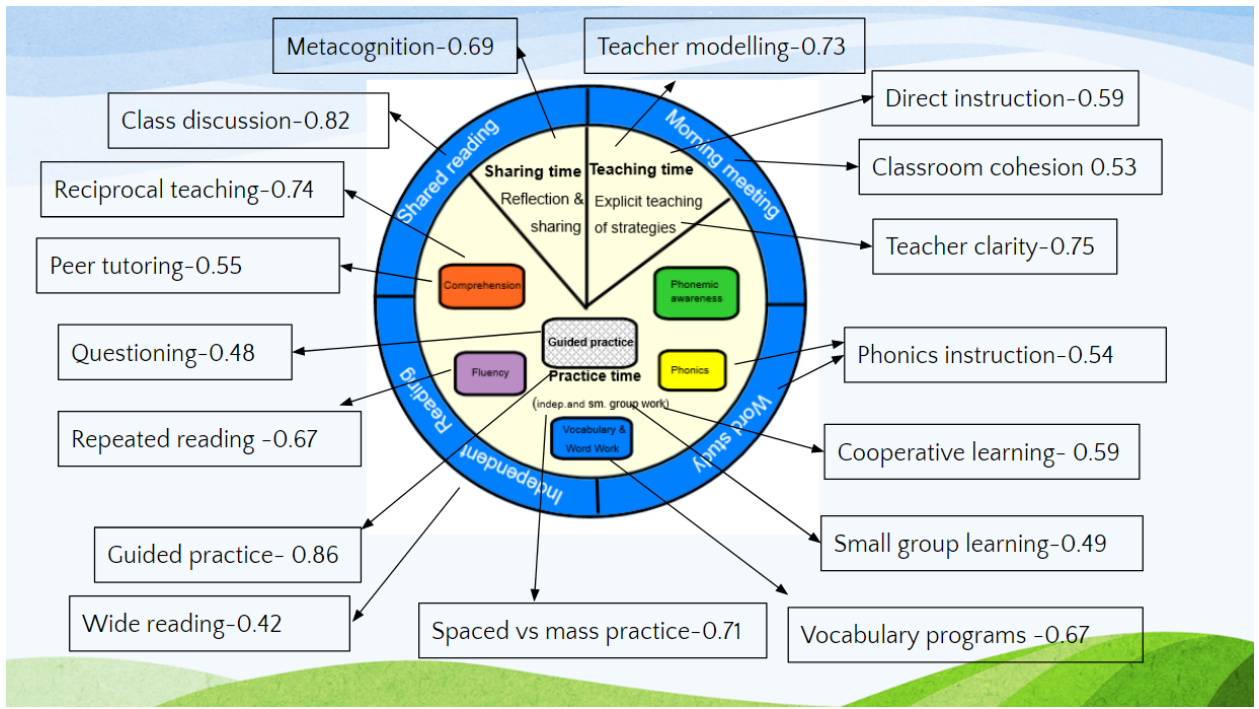 Metacognition-0.69
Teacher modelling-0.73
Class discussion-0.82
Direct instruction-0.59
Reciprocal teaching-0.74
Classroom cohesion 0.53
Peer tutoring-0.55
Teacher clarity-0.75
Questioning-0.48
Phonics instruction-0.54
Repeated reading -0.67
Cooperative learning- 0.59
Guided practice- 0.86
Small group learning-0.49
Wide reading-0.42
Spaced vs mass practice-0.71
Vocabulary programs -0.67
Shared reading
Morning meeting
Word study
Independent
Reading
Sharing time
Reflection &
sharing
Teaching time
Explicit teaching
of strategies
Comprehension
Phonemic
awareness
Guided practice
Fluency
Phonics
Practice time
(indep.and sm. group work)
Vocabulary &
Word Work